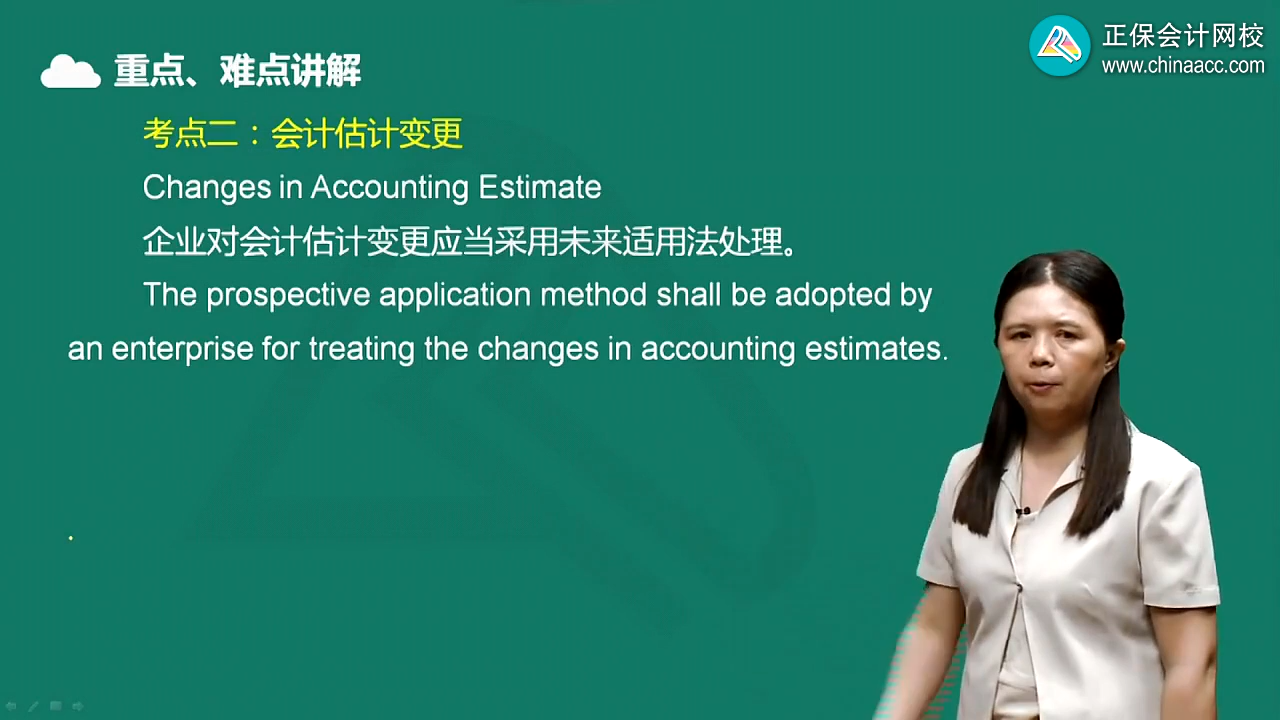 正保会计网校
www.chinaacc.com
重点、难点讲解
考点二：会计估计变更
Changes in Accounting Estimate
企业对会计估计变更应当采用未来适用法处理。
The prospective application method shall be adopted by
an enterprise for treating the changes in accounting estimates.